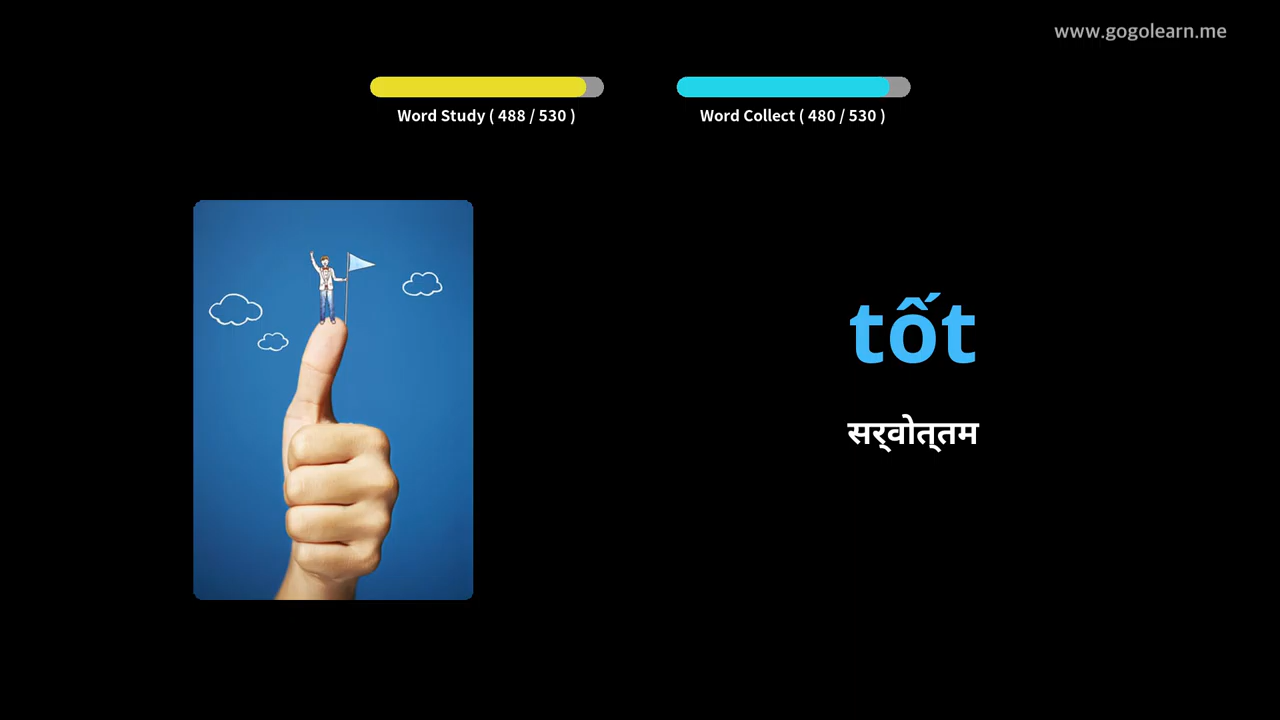 www.gogolearn.me
Word Study ( 488 / 530 )
Word Collect ( 480 / 530 )
tốt
सर्वोत्तम